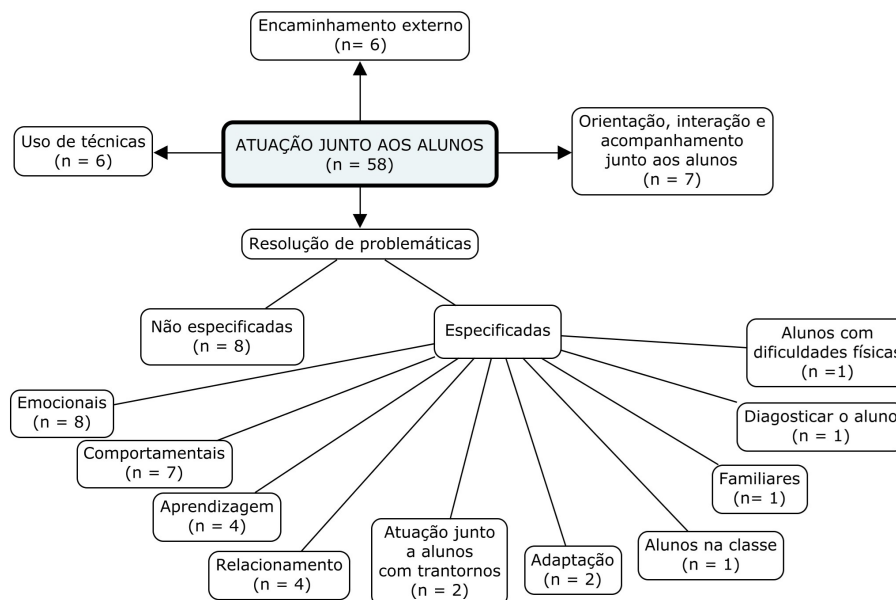 Encaminhamento externo
(n= 6)
Uso de técnicas
(n = 6)
ATUAÇÃO JUNTO AOS ALUNOS
(n = 58)
Orientação, interação e
acompanhamento
junto aos alunos
(n = 7)
Resolução de problemáticas
Não especificadas
(n = 8)
Especificadas
Alunos com
dificuldades físicas
(n =1)
Emocionais
(n = 8)
Diagosticar o aluno
(n = 1)
Comportamentais
(n = 7)
Familiares
(n= 1)
Aprendizagem
(n = 4)
Relacionamento
(n = 4)
Atuação junto
a alunos
com trantornos
(n = 2)
Adaptação
(n = 2)
Alunos na classe
(n = 1)